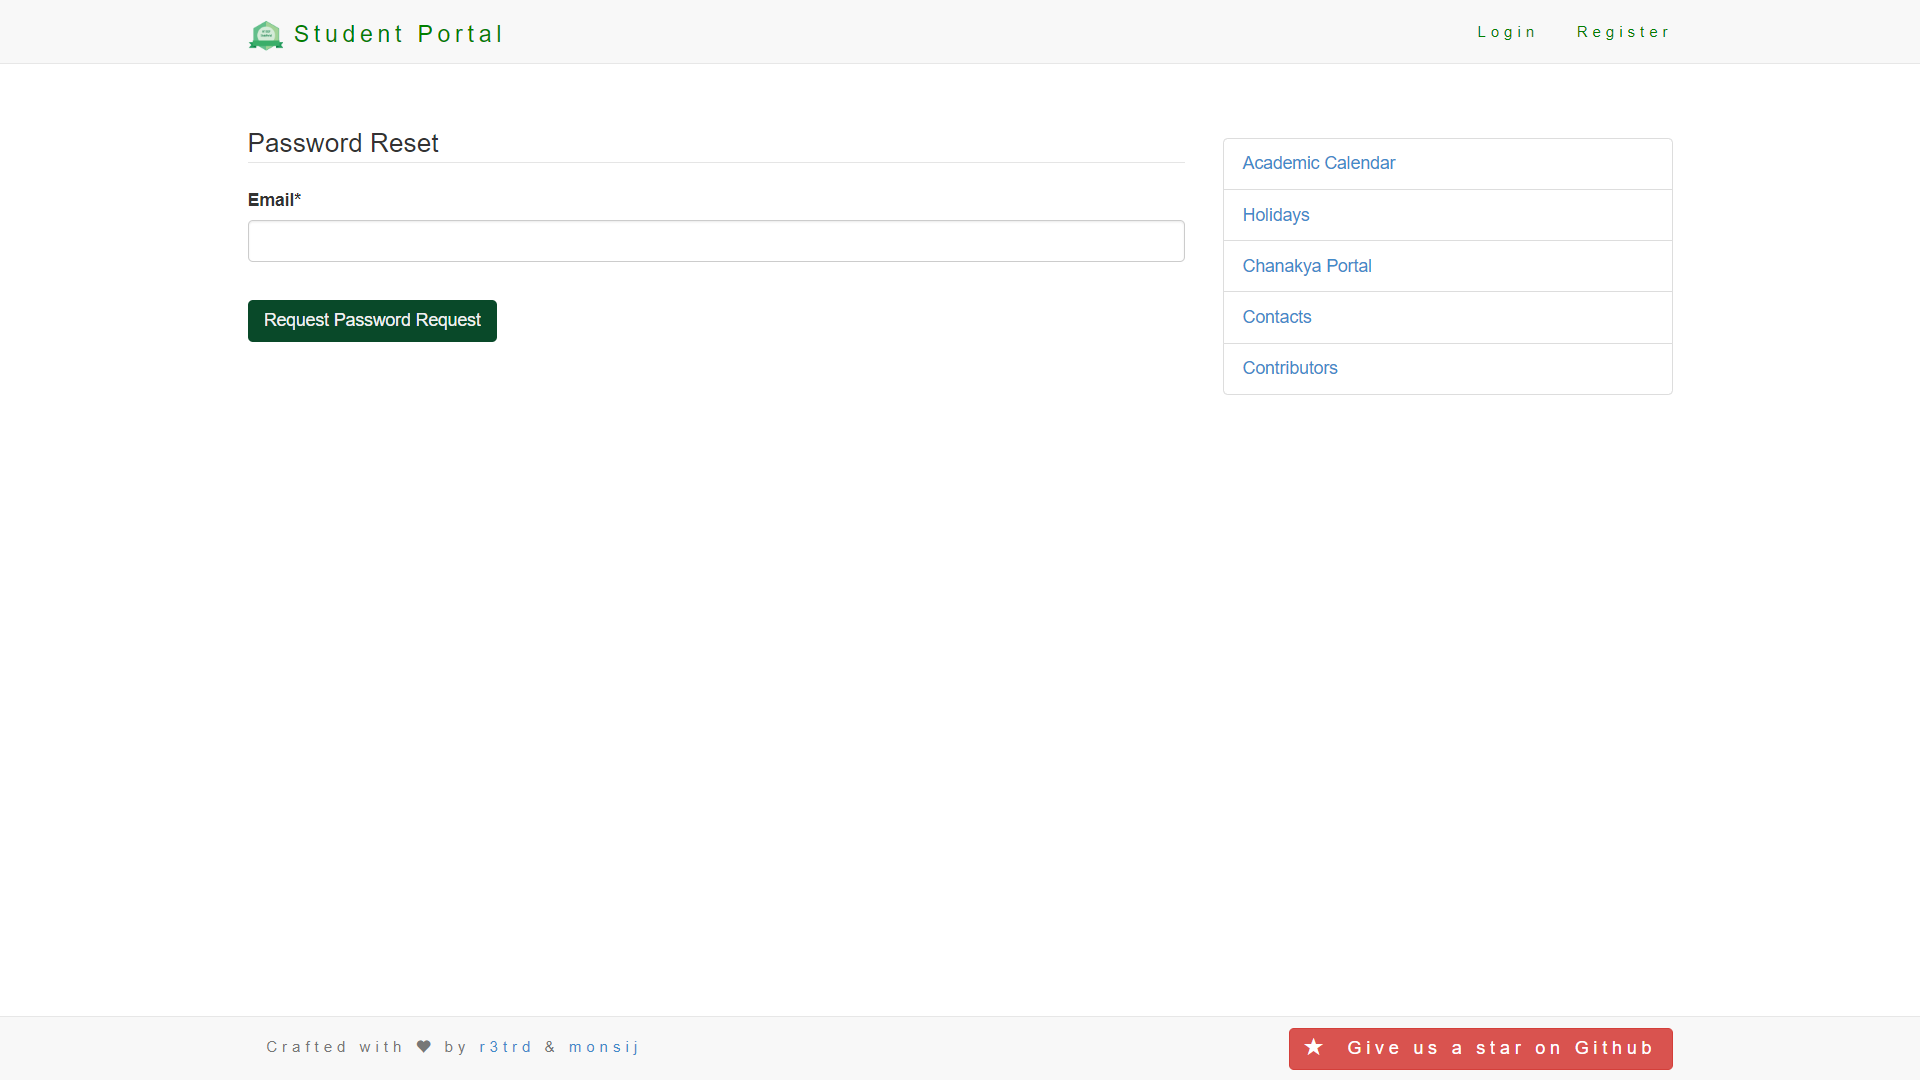 Student Portal
Login
Register
Password Reset
Email*
Request Password Request
Academic Calendar
Holidays
Chanakya Portal
Contacts
Contributors
Crafted with ♥ by r3trd & monsij
★ Give us a star on Github